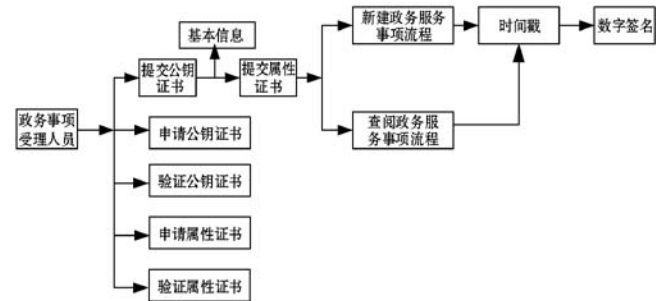 基本信息
新建政务服务
事项流程
时间戳
数字签名
提交公钥
证书
提交属性
证书
政务事项
受理人员
申请公钥证书
查阅政务服
务事项流程
验证公钥证书
申请属性证书
验证属性证书